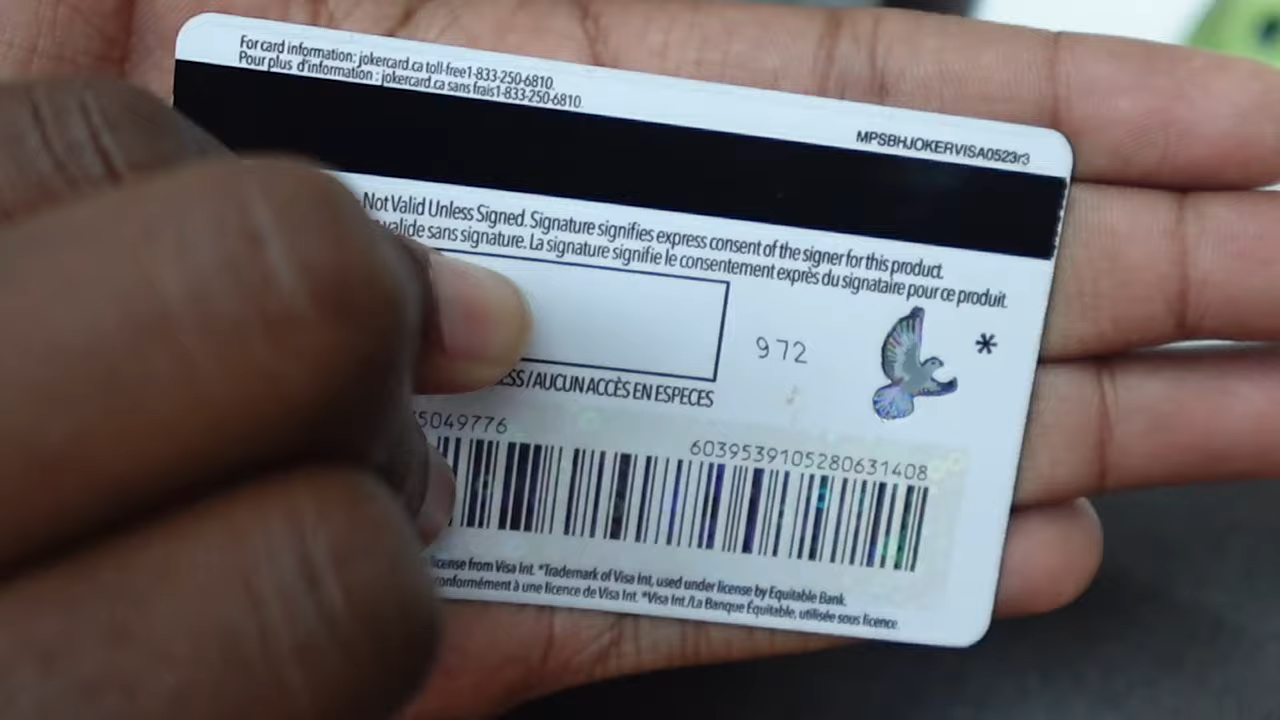 For card information: jokercard.ca toll-free1-833-250-6810.
Pour plus d'information : jokercard.ca sans frais1-833-250-6810.
MPSBHJOKERVISA0523r3
Not Valid Unless Signed. Signature signifies express consent of the signer for this product.
valide sans signature. La signature signifie le consentement exprès du signataire pour ce produit.
972
*
/ AUCUN ACCÈS EN ESPECES
5049776
6039539105280631408
license from Visa Int. *Trademark of Visa Int, used under license by Equitable Bank.
conformément à une licence de Visa Int. *Visa Int./La Banque Équitable, utilisée sous licence.